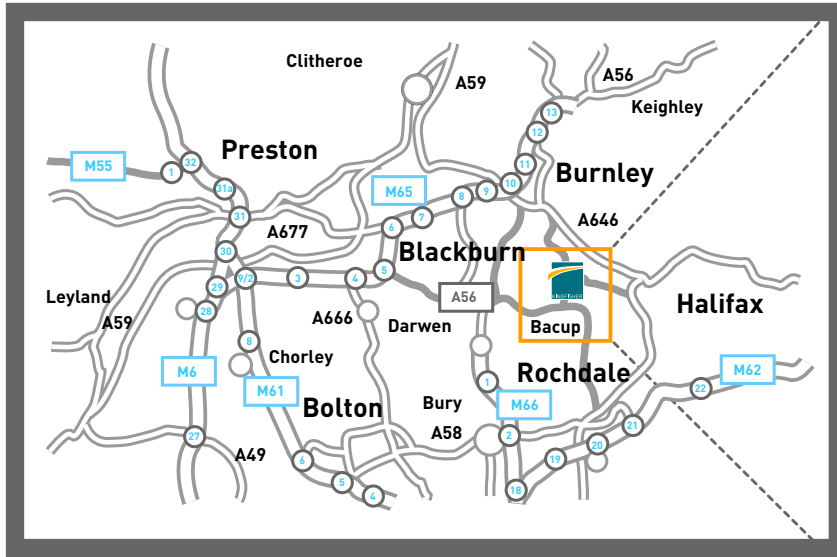 Clitheroe
A59
A56
Keighley
13
12
Preston
M55
1
32
31a
31
M65
11
10
9
8
7
6
Burnley
A677
A646
30
Blackburn
9/2
3
4
5
29
28
Leyland
A59
A56
A666
Darwen
Bacup
Halifax
8
Chorley
M6
M61
Rochdale
1
M66
M62
22
Bolton
Bury
A58
2
21
20
19
18
27
A49
6
5
4